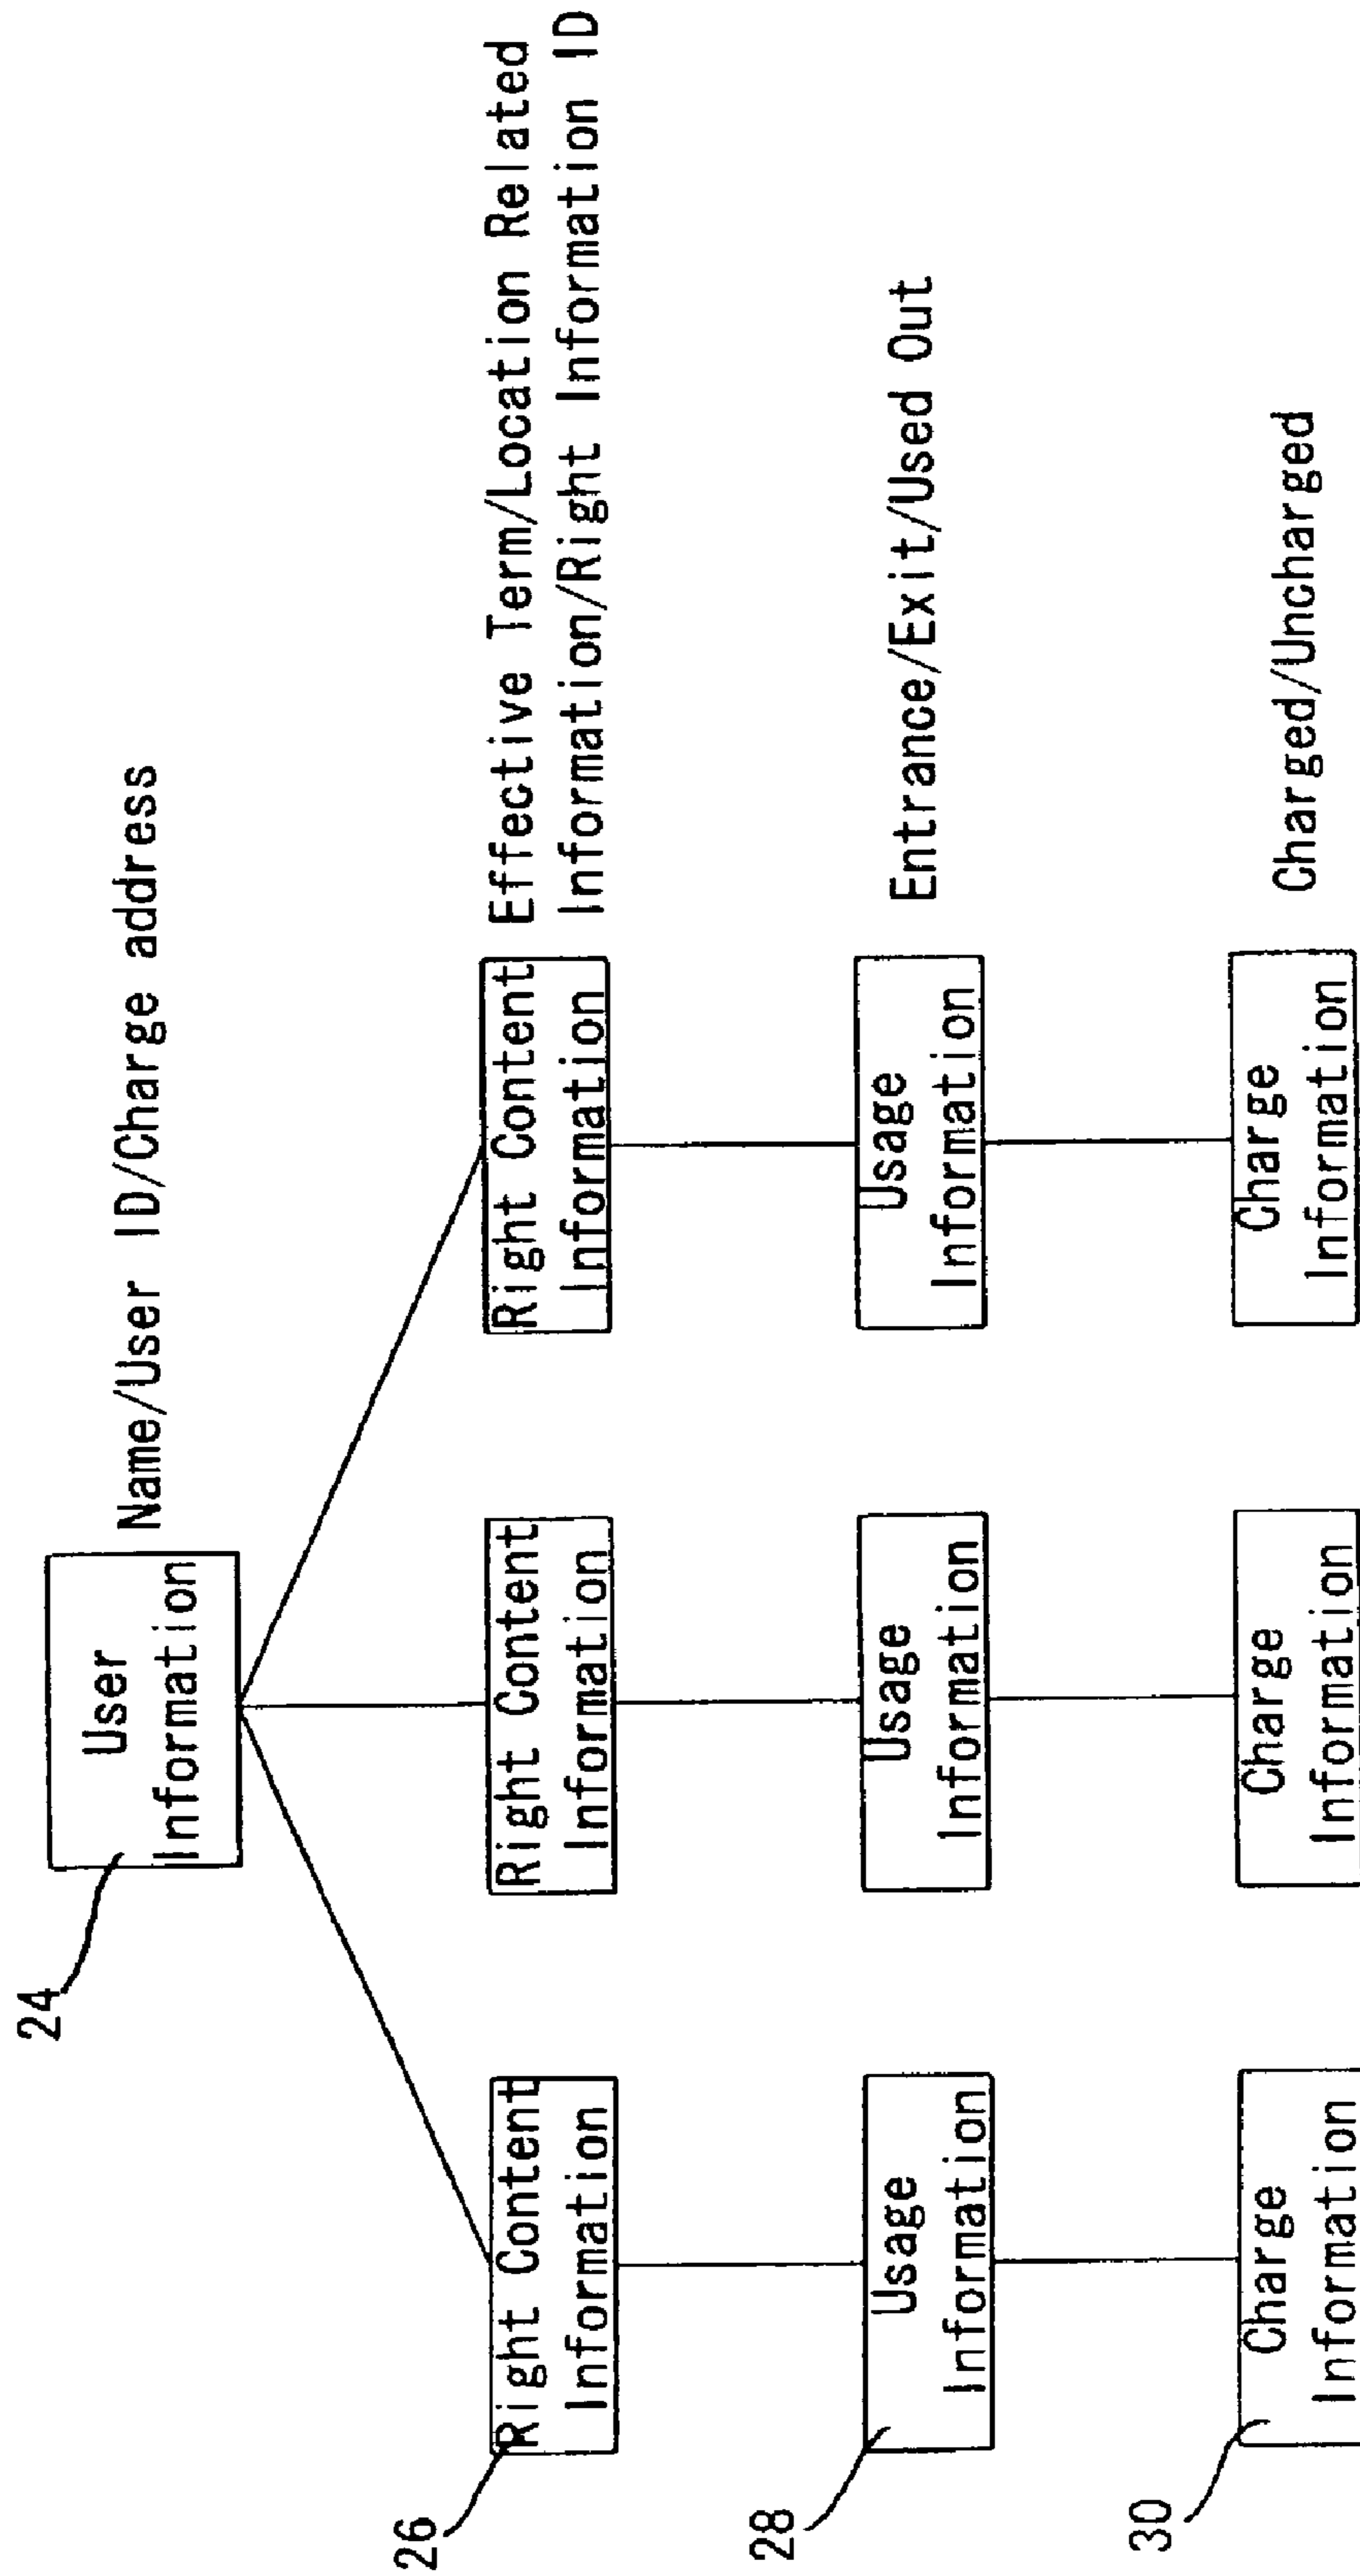 24
User
Information
Name/User ID/Charge address
26
Right Content
Information
Right Content
Information
Right Content
Information
Effective Term/Location Related
Information/Right Information ID
28
Usage
Information
Usage
Information
Usage
Information
Entrance/Exit/Used Out
30
Charge
Information
Charge
Information
Charge
Information
Charged/Uncharged